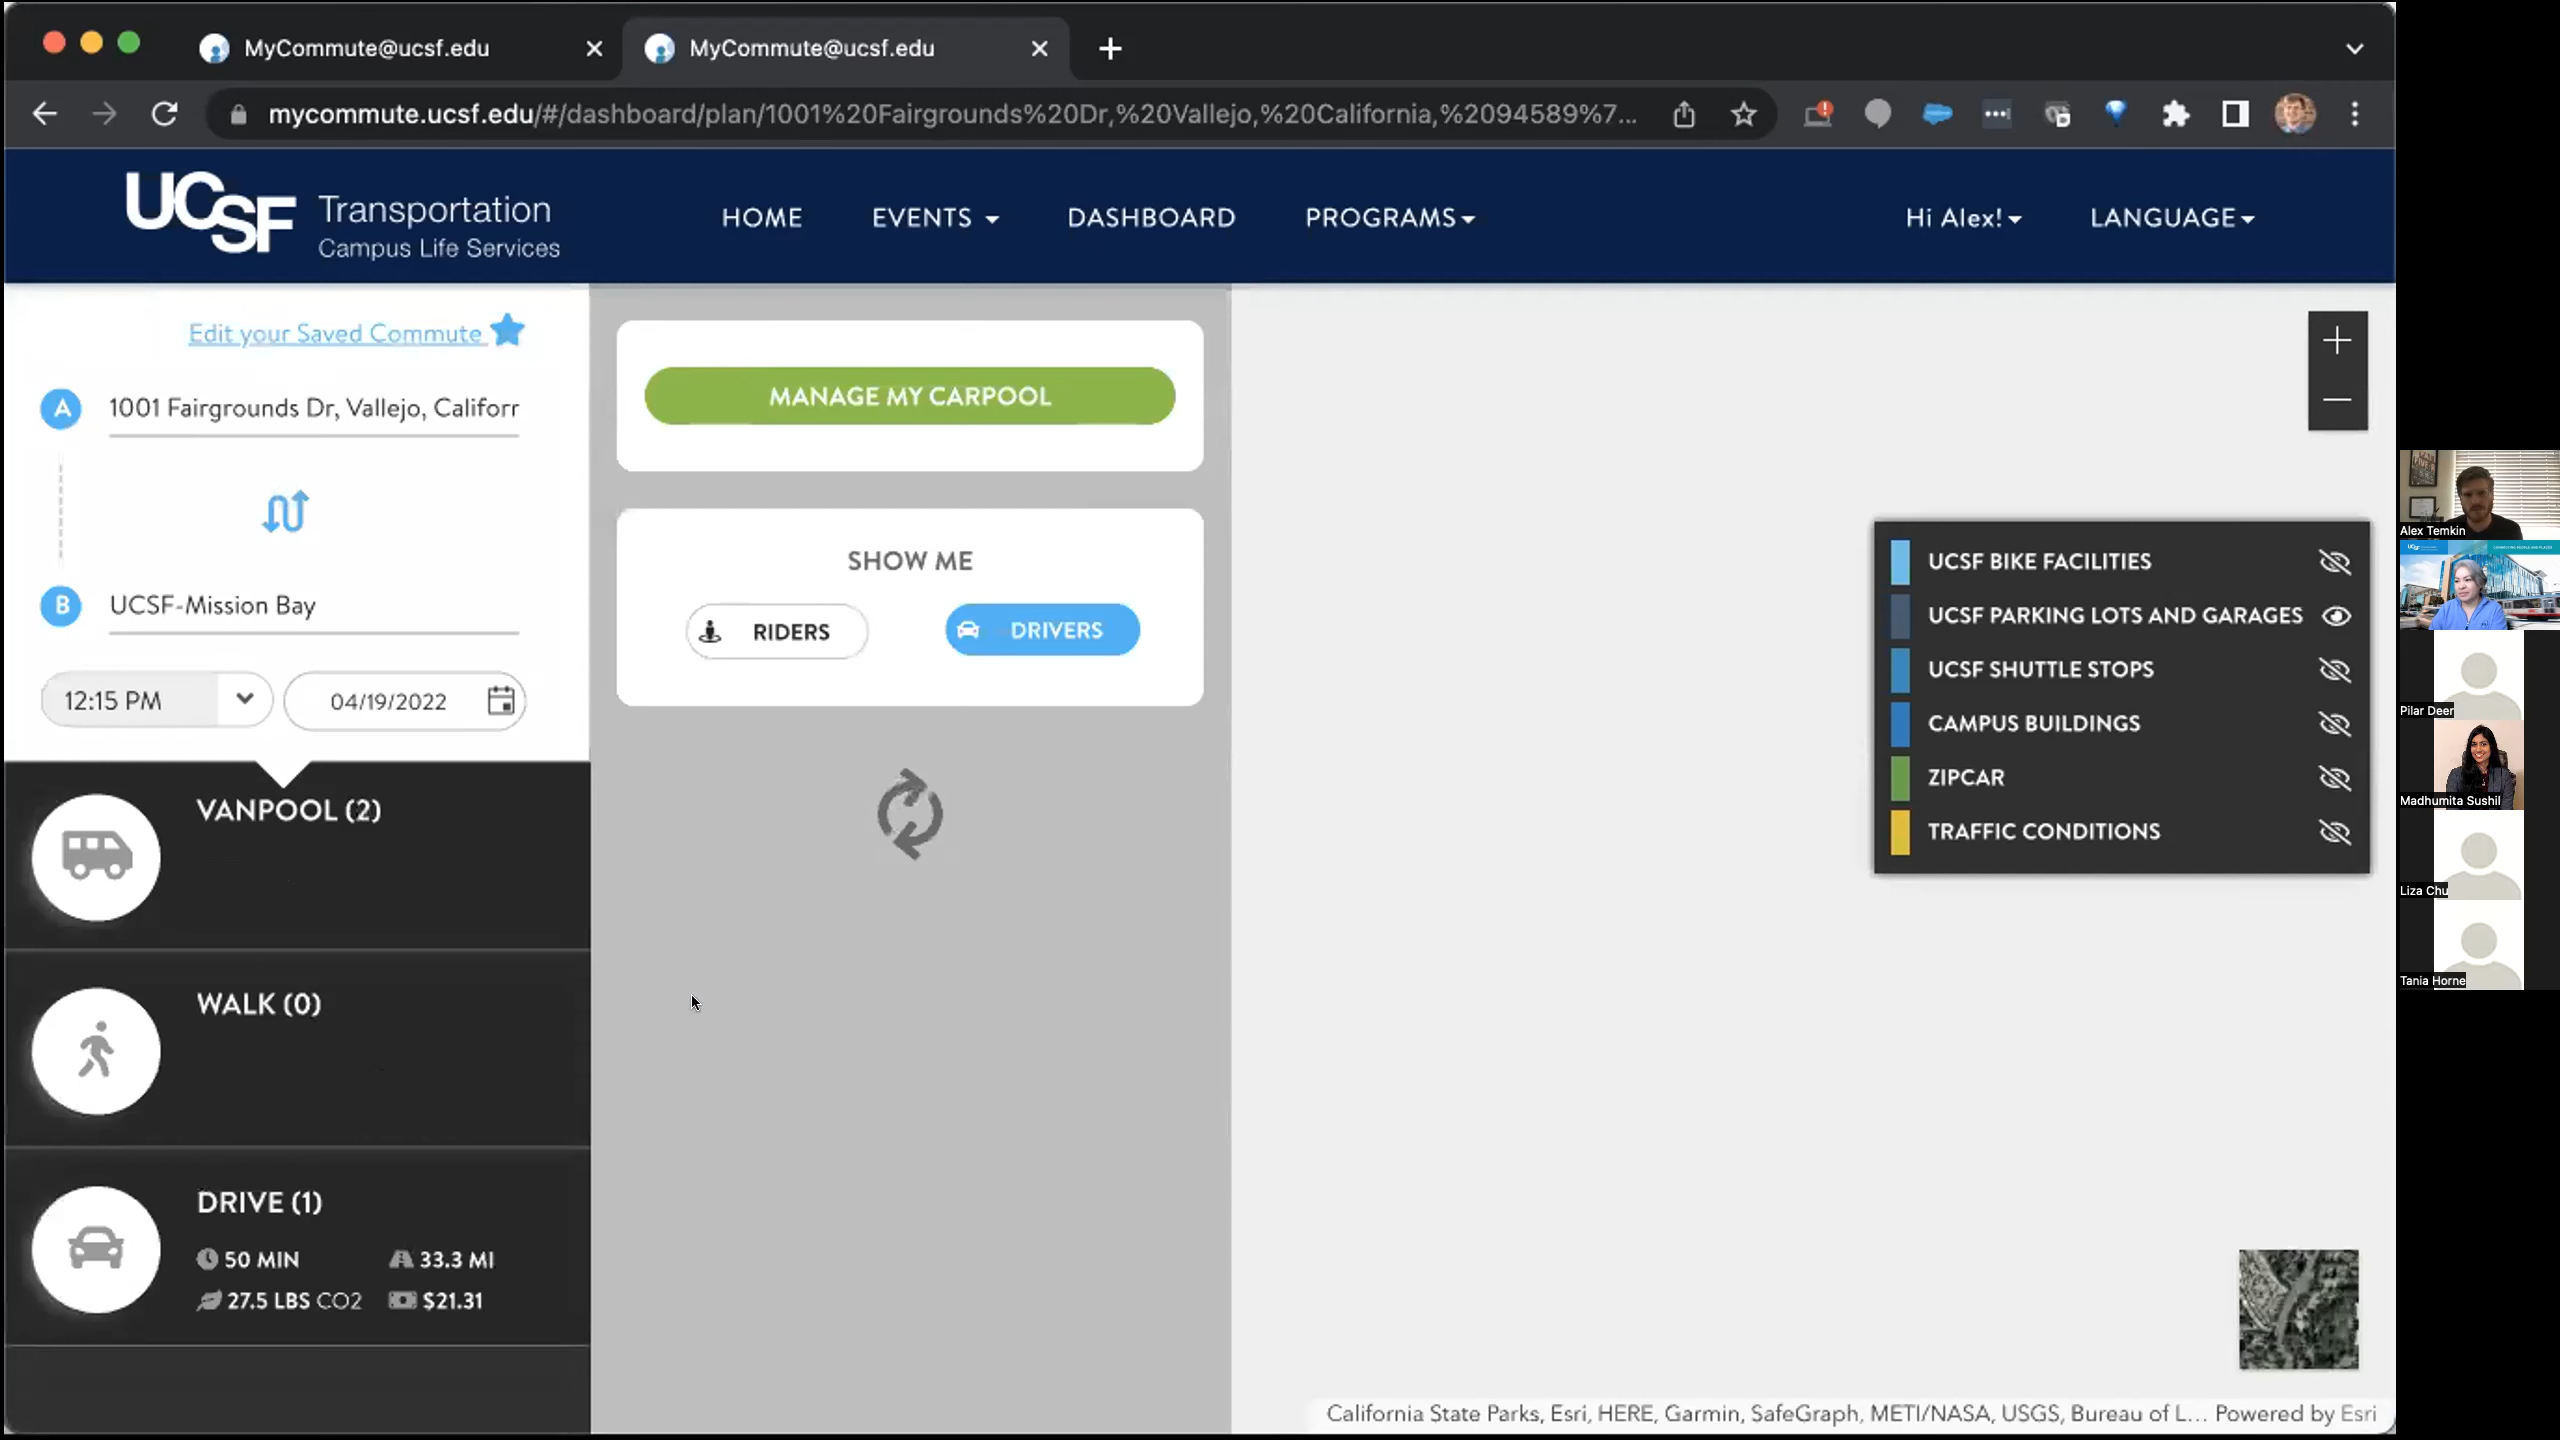 MyCommute@ucsf.edu
MyCommute@ucsf.edu
mycommute.ucsf.edu/#/dashboard/plan/1001%20Fairgrounds%20Dr,%20Vallejo,%20California,%2094589%7...
UCSF Transportation
Campus Life Services
HOME
EVENTS
DASHBOARD
PROGRAMS
Hi Alex!
LANGUAGE
Edit your Saved Commute
A
1001 Fairgrounds Dr, Vallejo, Californ
B
UCSF-Mission Bay
12:15 PM
04/19/2022
VANPOOL (2)
WALK (0)
DRIVE (1)
50 MIN
33.3 MI
27.5 LBS CO2
$21.31
MANAGE MY CARPOOL
SHOW ME
RIDERS
DRIVERS
UCSF BIKE FACILITIES
UCSF PARKING LOTS AND GARAGES
UCSF SHUTTLE STOPS
CAMPUS BUILDINGS
ZIPCAR
TRAFFIC CONDITIONS
California State Parks, Esri, HERE, Garmin, SafeGraph, METI/NASA, USGS, Bureau of L... Powered by Esri
Alex Temkin
Pilar Deer
Madhumita Sushil
Liza Chu
Tania Horne